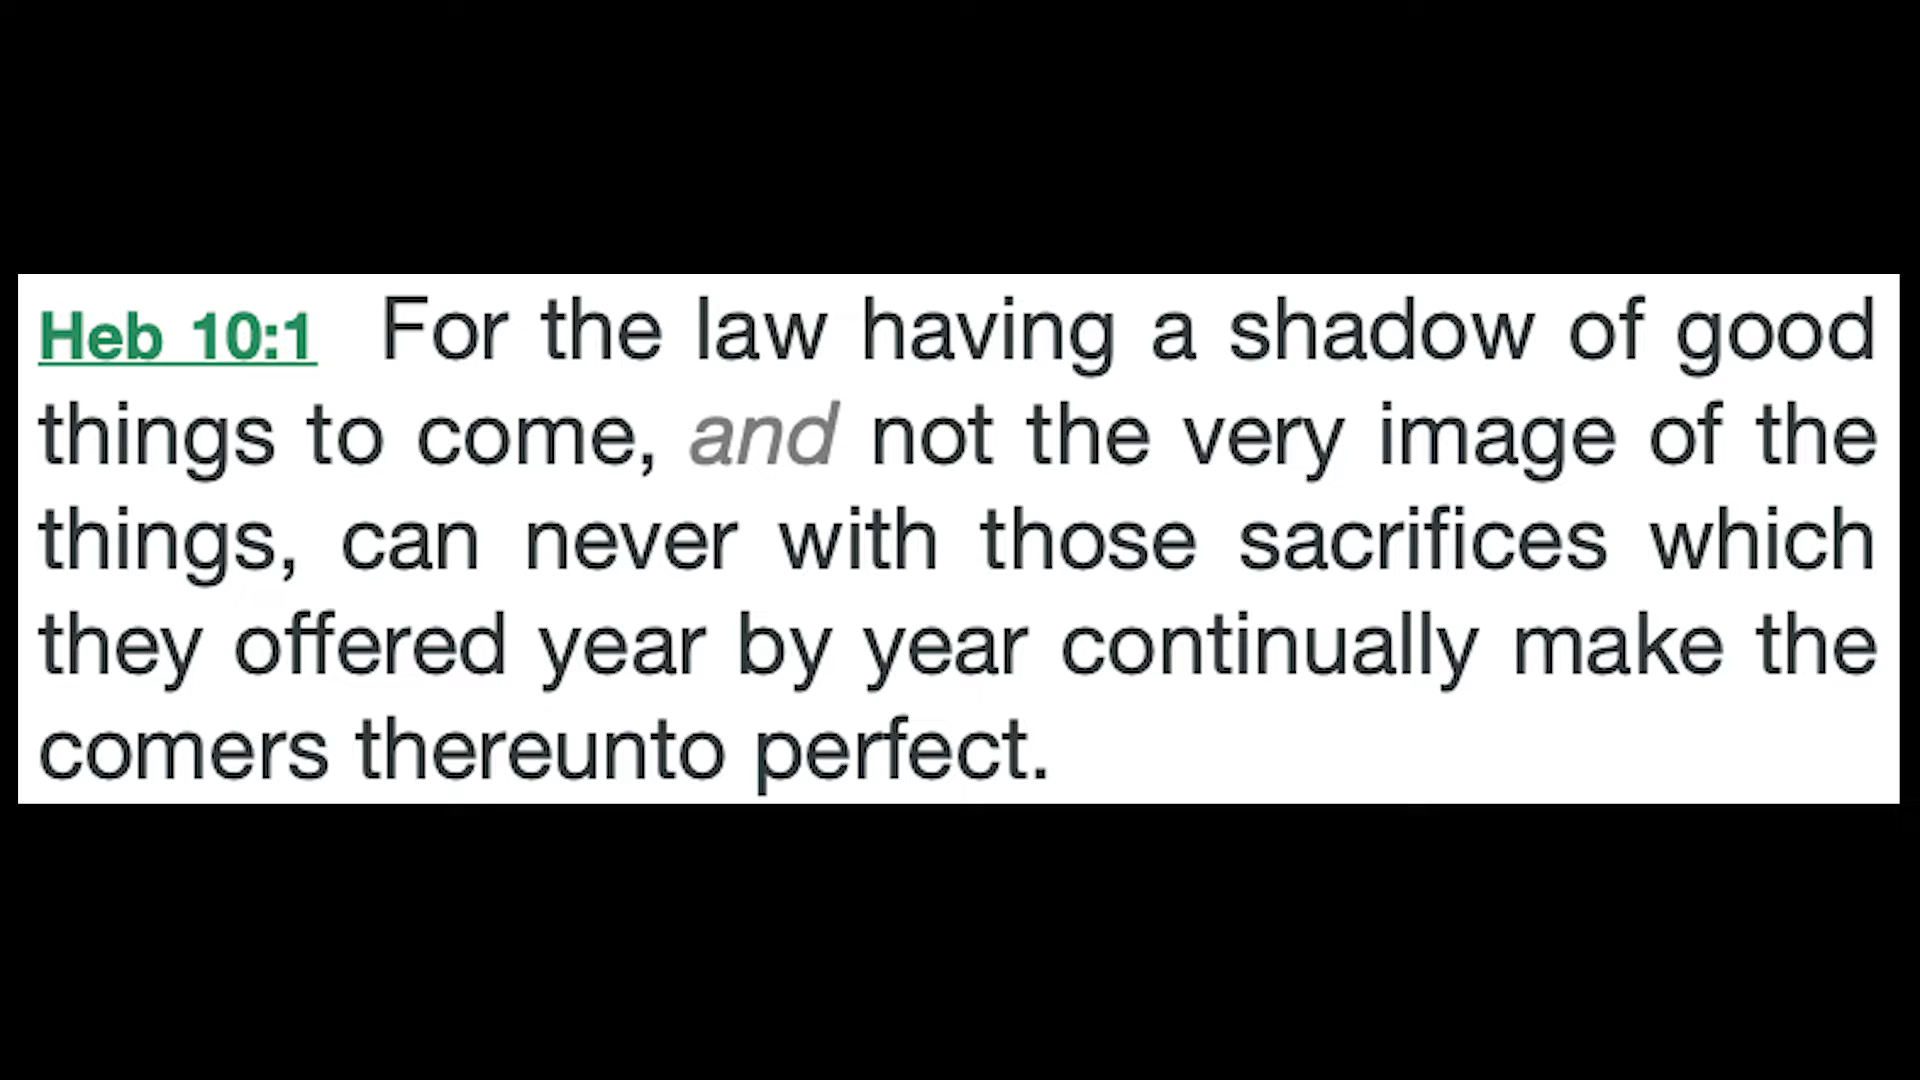 Heb 10:1 For the law having a shadow of good
things to come, and not the very image of the
things, can never with those sacrifices which
they offered year by year continually make the
comers thereunto perfect.